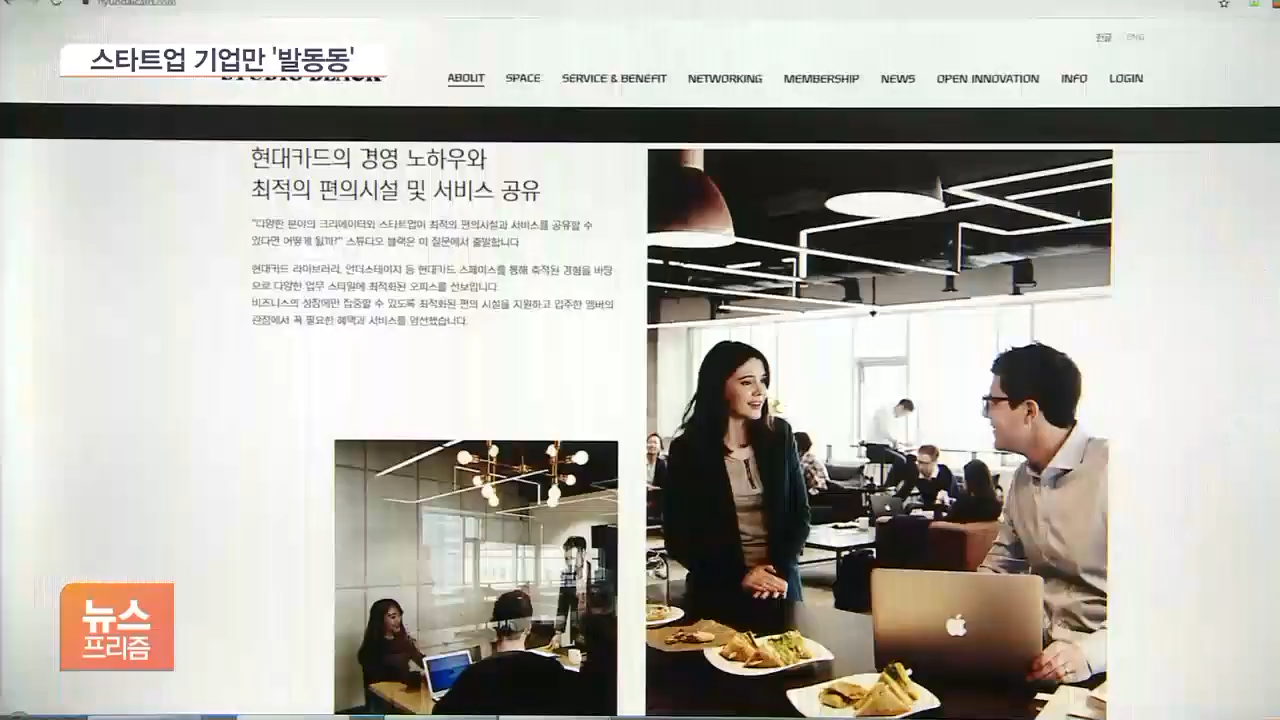 hyundaicard.com
스타트업 기업만 '발동동'
한글 ENG
STUDIO BLACK
ABOUT SPACE SERVICE & BENEFIT NETWORKING MEMBERSHIP NEWS OPEN INNOVATION INFO LOGIN
현대카드의 경영 노하우와
최적의 편의시설 및 서비스 공유
"다양한 분야의 크리에이터와 스타트업이 최적의 편의시설과 서비스를 공유할 수
있다면 어떻게 될까?" 스튜디오 블랙은 이 질문에서 출발합니다.
현대카드 라이브러리, 언더스테이지 등 현대카드 스페이스를 통해 축적된 경험을 바탕
으로 다양한 업무 스타일에 최적화된 오피스를 선보입니다.
비즈니스의 성장에만 집중할 수 있도록 최적화된 편의 시설을 지원하고 입주한 멤버의
관점에서 꼭 필요한 혜택과 서비스를 엄선했습니다.
뉴스
프리즘